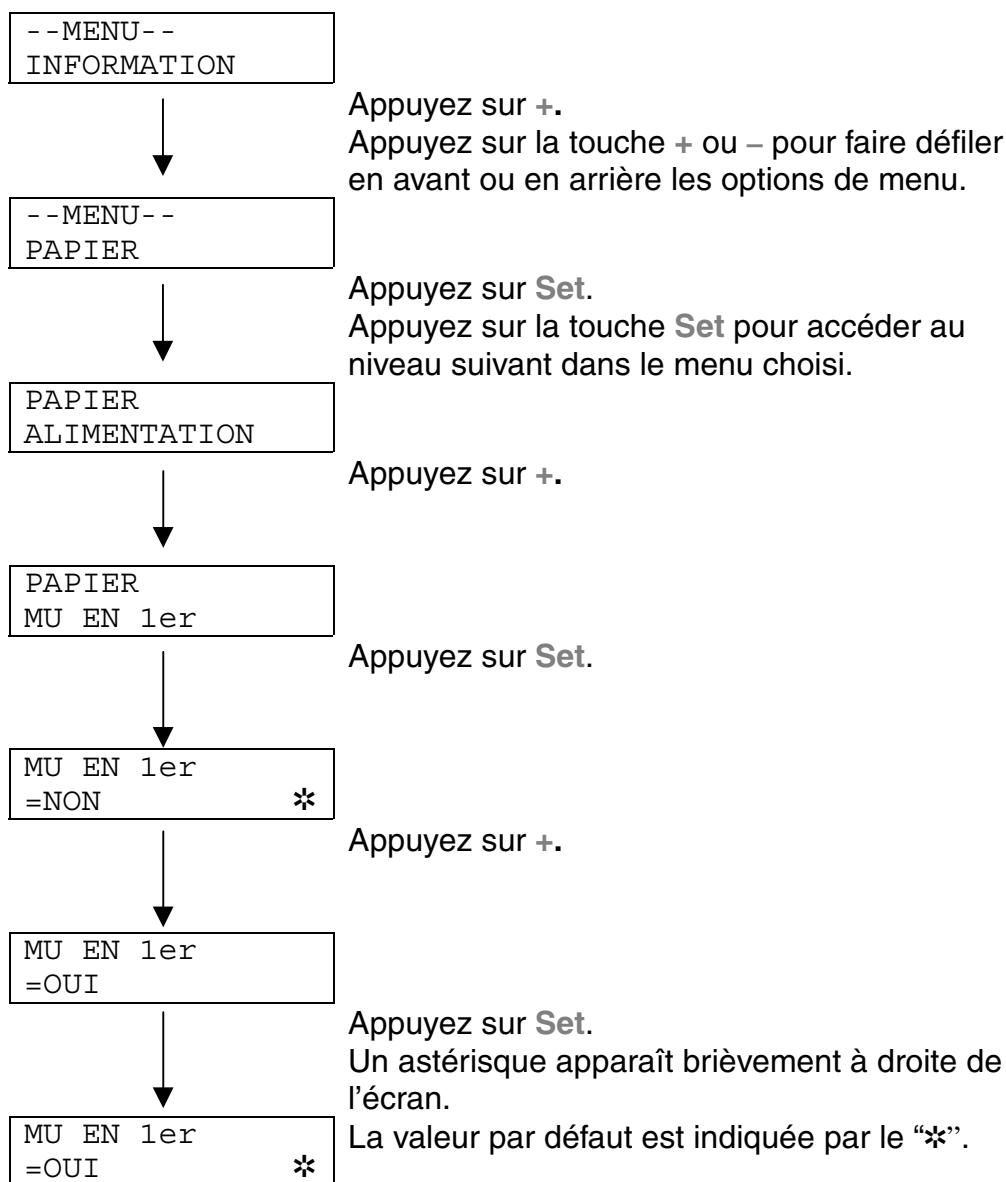 --MENU--
INFORMATION
Appuyez sur +.
Appuyez sur la touche + ou – pour faire défiler
en avant ou en arrière les options de menu.
--MENU--
PAPIER
Appuyez sur Set.
Appuyez sur la touche Set pour accéder au
niveau suivant dans le menu choisi.
PAPIER
ALIMENTATION
Appuyez sur +.
PAPIER
MU EN 1er
Appuyez sur Set.
MU EN 1er
=NON ✲
Appuyez sur +.
MU EN 1er
=OUI
Appuyez sur Set.
Un astérisque apparaît brièvement à droite de
l’écran.
MU EN 1er
=OUI ✲
La valeur par défaut est indiquée par le “✲”.